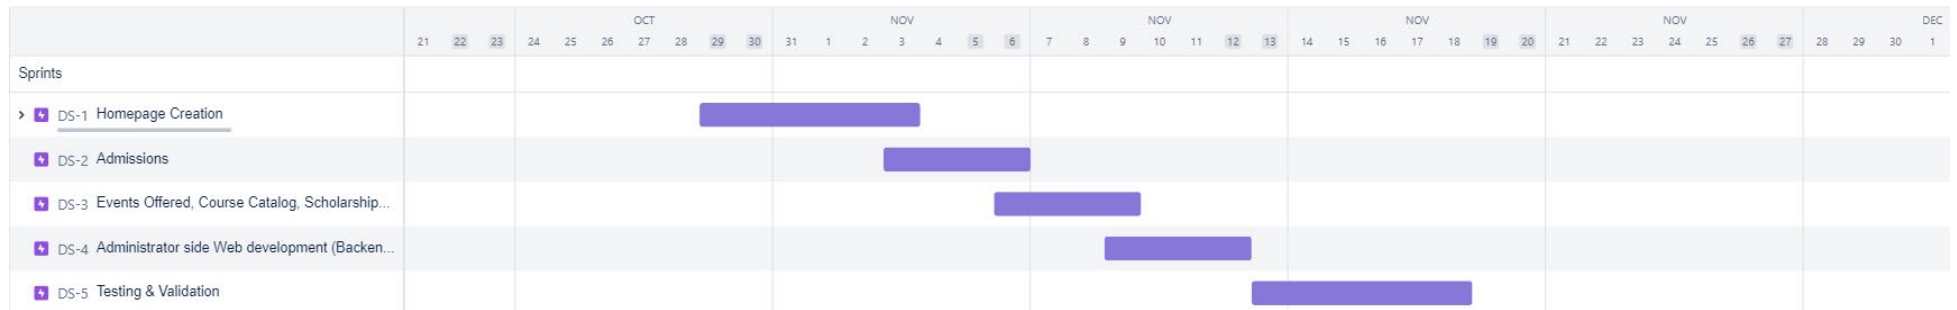 OCT NOV NOV NOV NOV DEC
21 22 23 24 25 26 27 28 29 30 31 1 2 3 4 5 6 7 8 9 10 11 12 13 14 15 16 17 18 19 20 21 22 23 24 25 26 27 28 29 30 1
Sprints
DS-1 Homepage Creation
DS-2 Admissions
DS-3 Events Offered, Course Catalog, Scholarship...
DS-4 Administrator side Web development (Backen...
DS-5 Testing & Validation